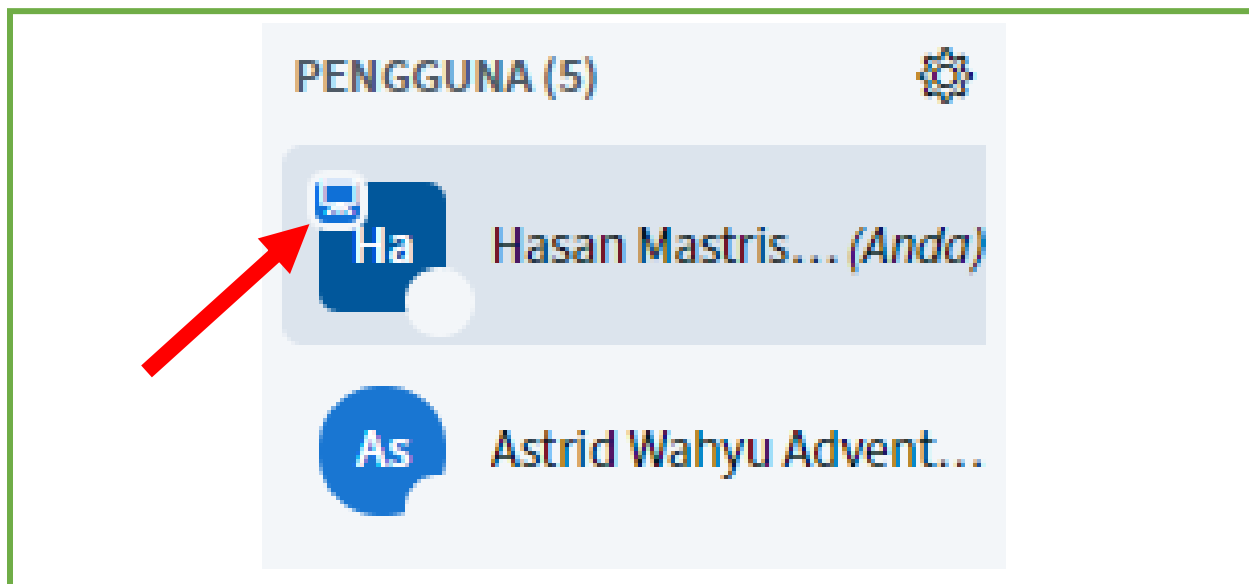 PENGGUNA (5)
Ha
Hasan Mastris... (Anda)
As
Astrid Wahyu Advent...